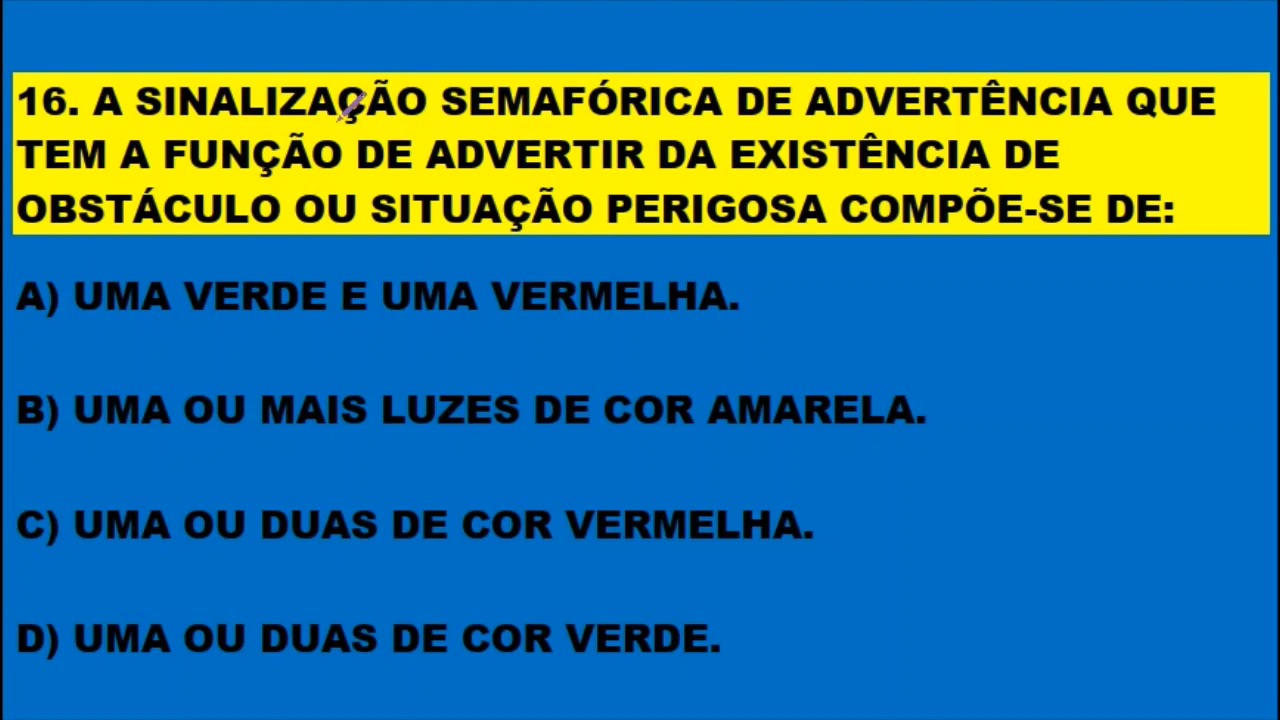 16. A SINALIZAÇÃO SEMAFÓRICA DE ADVERTÊNCIA QUE
TEM A FUNÇÃO DE ADVERTIR DA EXISTÊNCIA DE
OBSTÁCULO OU SITUAÇÃO PERIGOSA COMPÕE-SE DE:
A) UMA VERDE E UMA VERMELHA.
B) UMA OU MAIS LUZES DE COR AMARELA.
C) UMA OU DUAS DE COR VERMELHA.
D) UMA OU DUAS DE COR VERDE.